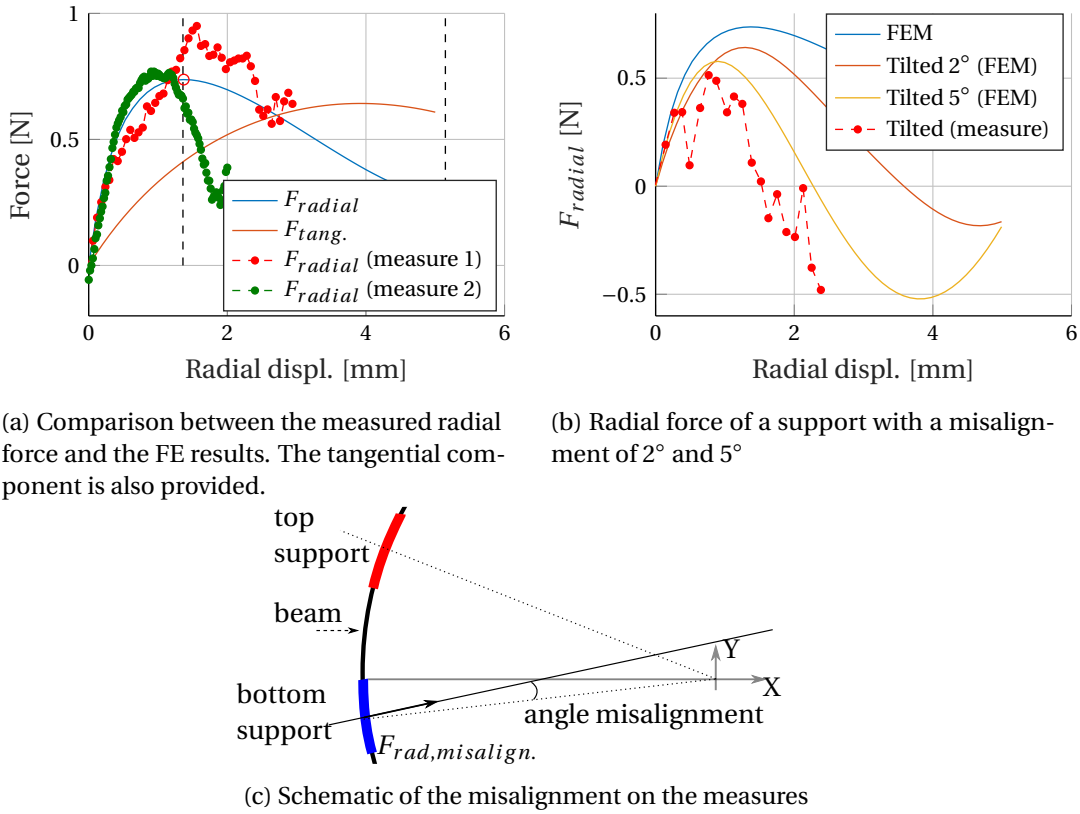 1
0.5
0
Force [N]
0
2
4
6
Radial displ. [mm]
F_radial
F_tang.
F_radial (measure 1)
F_radial (measure 2)
0.5
0
−0.5
F_radial [N]
0
2
4
6
Radial displ. [mm]
FEM
Tilted 2° (FEM)
Tilted 5° (FEM)
Tilted (measure)
(a) Comparison between the measured radial
force and the FE results. The tangential com-
ponent is also provided.
(b) Radial force of a support with a misalign-
ment of 2° and 5°
top
support
beam
bottom
support
Y
X
angle misalignment
F_rad,misalign.
(c) Schematic of the misalignment on the measures